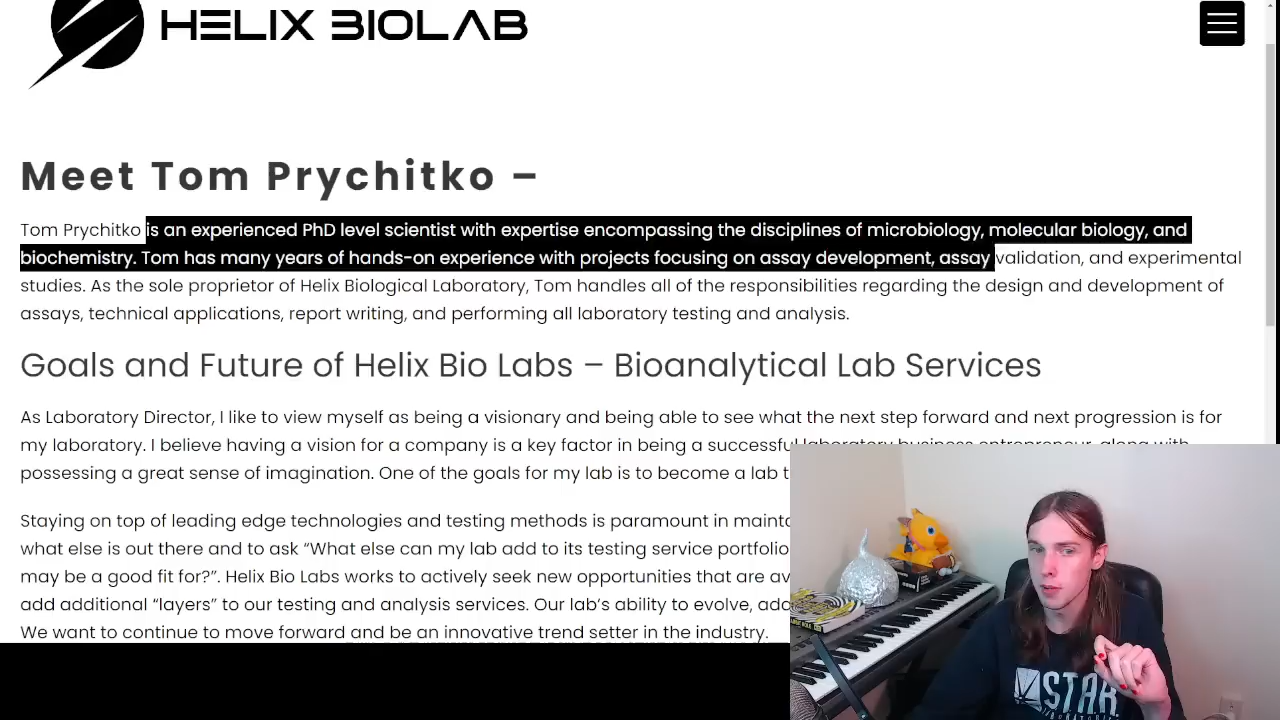 HELIX BIOLAB
Meet Tom Prychitko –
Tom Prychitko is an experienced PhD level scientist with expertise encompassing the disciplines of microbiology, molecular biology, and
biochemistry. Tom has many years of hands-on experience with projects focusing on assay development, assay validation, and experimental
studies. As the sole proprietor of Helix Biological Laboratory, Tom handles all of the responsibilities regarding the design and development of
assays, technical applications, report writing, and performing all laboratory testing and analysis.
Goals and Future of Helix Bio Labs – Bioanalytical Lab Services
As Laboratory Director, I like to view myself as being a visionary and being able to see what the next step forward and next progression is for
my laboratory. I believe having a vision for a company is a key factor in being a successful laboratory business entrepreneur, along with
possessing a great sense of imagination. One of the goals for my lab is to become a lab
Staying on top of leading edge technologies and testing methods is paramount in
what else is out there and to ask “What else can my lab add to its testing service portfolio
may be a good fit for?”. Helix Bio Labs works to actively seek new opportunities that are
add additional “layers” to our testing and analysis services. Our lab’s ability to evolve,
We want to continue to move forward and be an innovative trend setter in the industry.
STAR